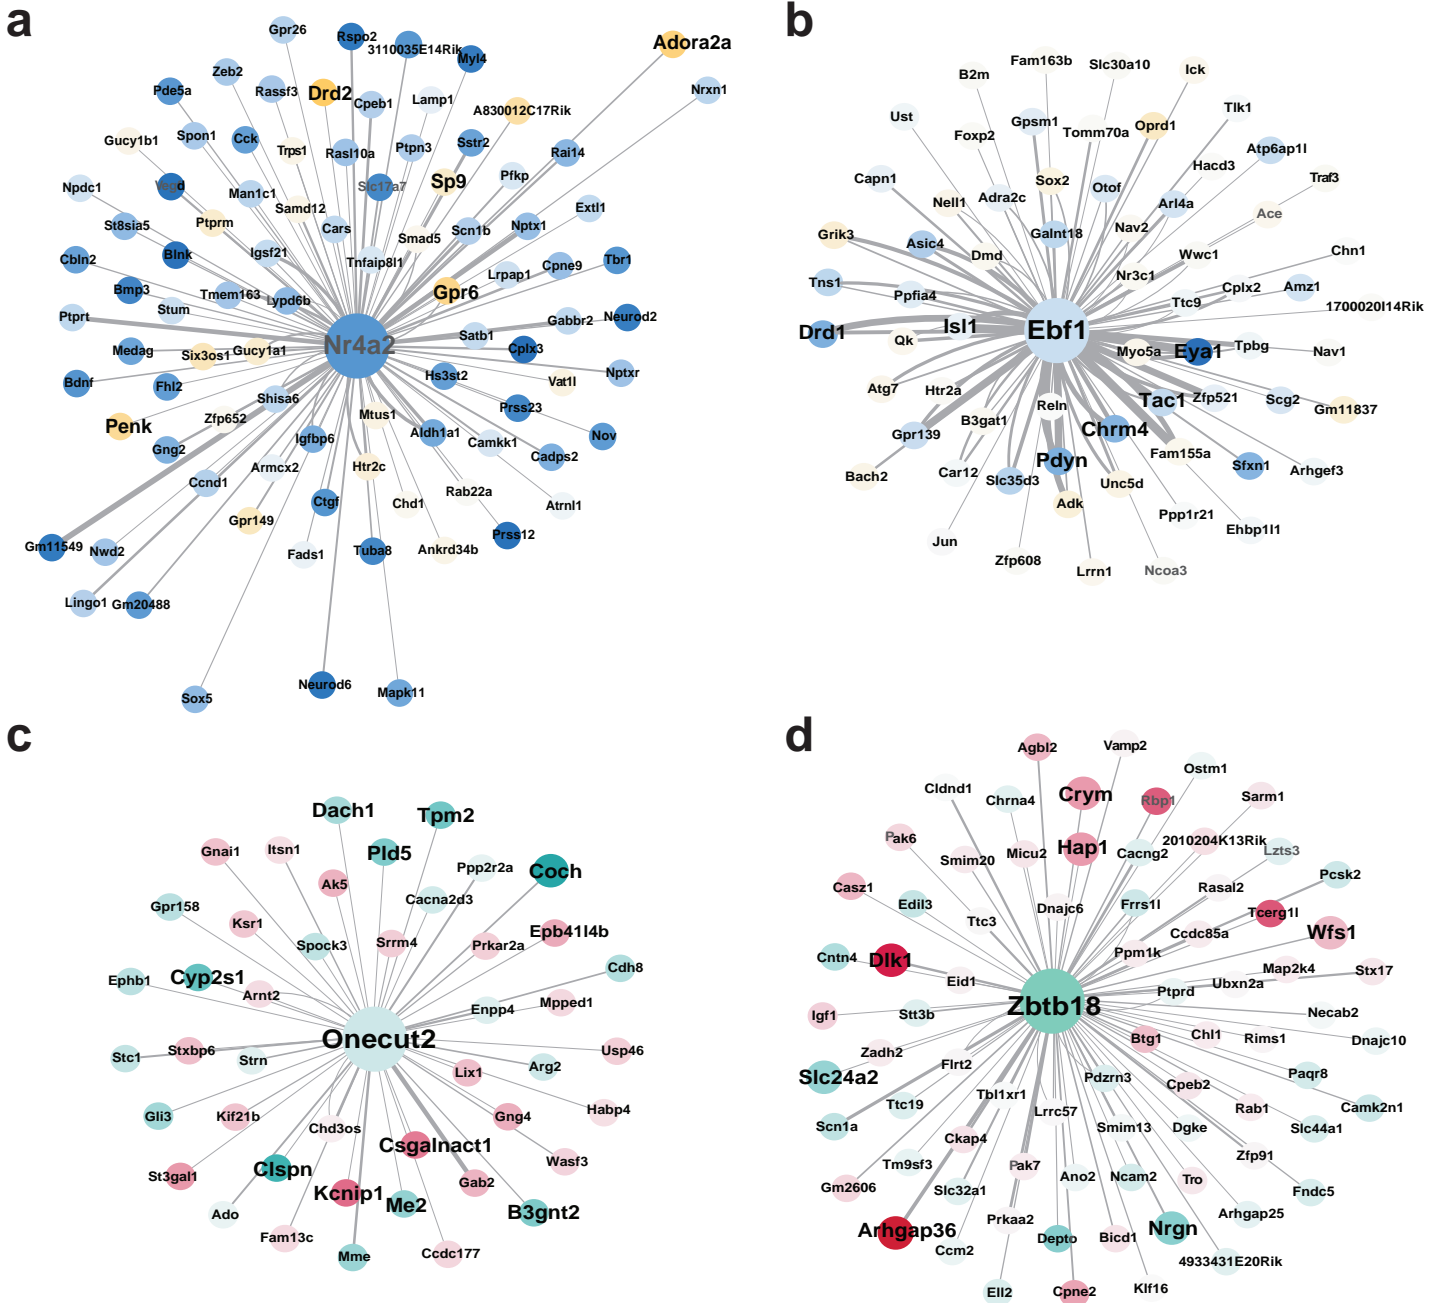 a
Gpr26
Rspo2
3110035E14Rik
Myl4
Adora2a
Zeb2
Pde5a
Rassf3
Drd2
Cpeb1
Lamp1
A830012C17Rik
Nrxn1
Gucy1b1
Spon1
Cck
Trps1
Rasl10a
Ptpn3
Sstr2
Rai14
Npdc1
Vegd
Man1c1
Slc17a7
Sp9
Pfkp
Samd12
Extl1
St8sia5
Ptprm
Cars
Smad5
Scn1b
Nptx1
Cbln2
Blnk
Igsf21
Tnfaip8l1
Lrpap1
Cpne9
Tbr1
Bmp3
Tmem163
Lypd6b
Gpr6
Ptprt
Stum
Gabbr2
Neurod2
Nr4a2
Satb1
Medag
Six3os1
Gucy1a1
Cplx3
Bdnf
Fhl2
Hs3st2
Vat1l
Nptxr
Shisa6
Penk
Zfp652
Mtus1
Prss23
Gng2
Igfbp6
Aldh1a1
Camkk1
Nov
Armcx2
Htr2c
Cadps2
Ccnd1
Rab22a
Ctgf
Chd1
Atrnl1
Gpr149
Gm11549
Nwd2
Fads1
Tuba8
Ankrd34b
Prss12
Lingo1
Gm20488
Sox5
Neurod6
Mapk11
b
Fam163b
Slc30a10
Ick
B2m
Ust
Foxp2
Gpsm1
Tomm70a
Oprd1
Tlk1
Atp6ap1l
Hacd3
Capn1
Sox2
Otof
Traf3
Nell1
Adra2c
Arl4a
Ace
Grik3
Asic4
Galnt18
Nav2
Dmd
Wwc1
Chn1
Tns1
Nr3c1
Ppfia4
Ttc9
Cplx2
Amz1
1700020I14Rik
Drd1
Isl1
Ebf1
Qk
Myo5a
Eya1
Tpbg
Nav1
Atg7
Htr2a
Reln
Tac1
Zfp521
Scg2
Gm11837
B3gat1
Gpr139
Chrm4
Fam155a
Pdyn
Sfxn1
Arhgef3
Bach2
Car12
Slc35d3
Unc5d
Adk
Ppp1r21
Ehbp1l1
Jun
Zfp608
Lrrn1
Ncoa3
c
Dach1
Tpm2
Gnai1
Itsn1
Pld5
Ppp2r2a
Coch
Ak5
Cacna2d3
Gpr158
Ksr1
Spock3
Srrm4
Prkar2a
Epb41l4b
Ephb1
Cyp2s1
Cdh8
Arnt2
Enpp4
Mpped1
Onecut2
Stc1
Stxbp6
Strn
Lix1
Arg2
Usp46
Gli3
Kif21b
Chd3os
Gng4
Habp4
Csgalnact1
St3gal1
Clspn
Wasf3
Kcnip1
Me2
Gab2
Ado
B3gnt2
Fam13c
Mme
Ccdc177
d
Agbl2
Vamp2
Ostm1
Cldnd1
Chrna4
Crym
Rbp1
Sarm1
Pak6
Smim20
Micu2
Hap1
Cacng2
2010204K13Rik
Lzts3
Casz1
Rasal2
Pcsk2
Edil3
Ttc3
Dnajc6
Frrs1l
Tcerg1l
Ccdc85a
Wfs1
Cntn4
Dlk1
Ppm1k
Map2k4
Stx17
Eid1
Ptprd
Ubxn2a
Igf1
Stt3b
Zbtb18
Necab2
Btg1
Chl1
Rims1
Dnajc10
Zadh2
Flrt2
Slc24a2
Pdzrn3
Cpeb2
Paqr8
Ttc19
Tbl1xr1
Lrrc57
Rab1
Camk2n1
Scn1a
Smim13
Dgke
Slc44a1
Ckap4
Zfp91
Tm9sf3
Pak7
Ano2
Ncam2
Tro
Gm2606
Slc32a1
Fndc5
Prkaa2
Arhgap25
Arhgap36
Depto
Bicd1
Nrgn
Ccm2
4933431E20Rik
Ell2
Cpne2
Klf16